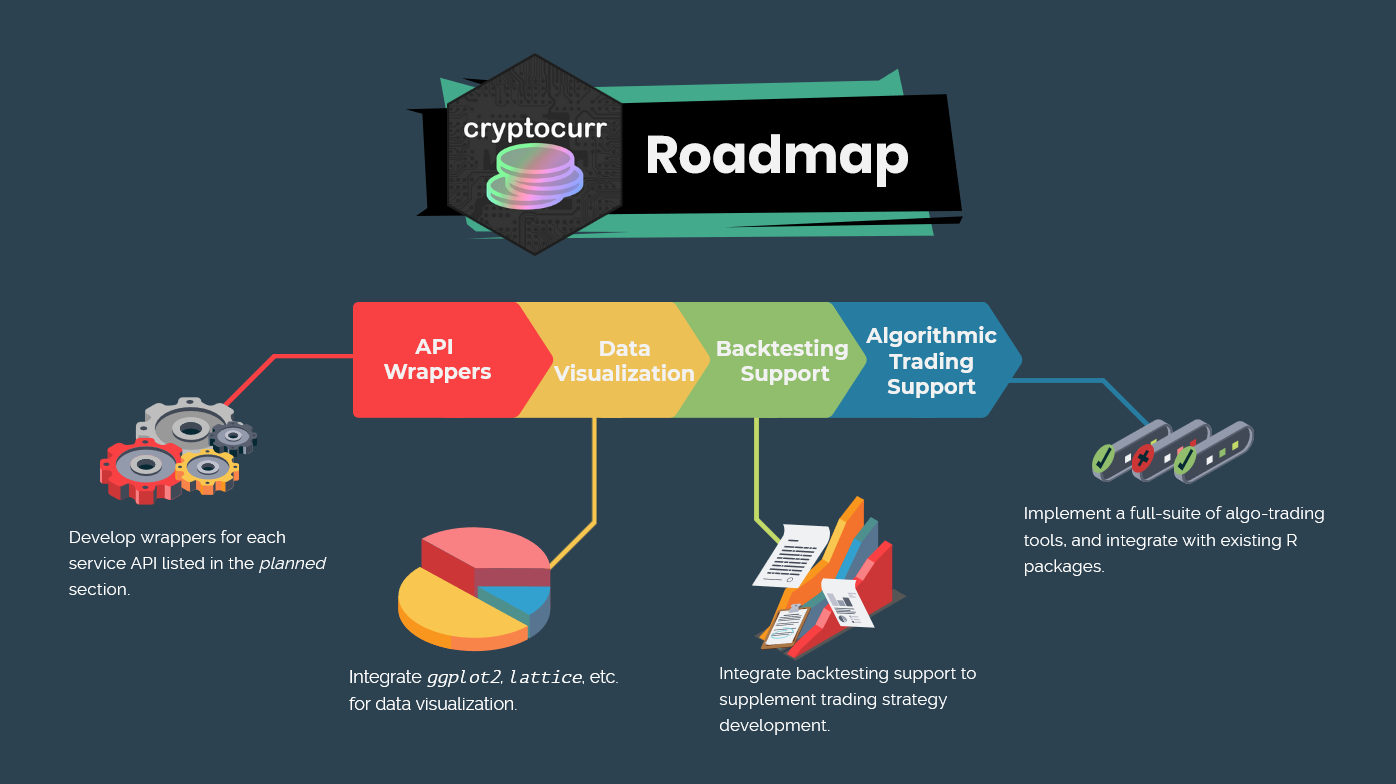 cryptocurr
Roadmap
API
Wrappers
Data
Visualization
Backtesting
Support
Algorithmic
Trading
Support
Develop wrappers for each
service API listed in the planned
section.
Integrate ggplot2, lattice, etc.
for data visualization.
Integrate backtesting support to
supplement trading strategy
development.
Implement a full-suite of algo-trading
tools, and integrate with existing R
packages.